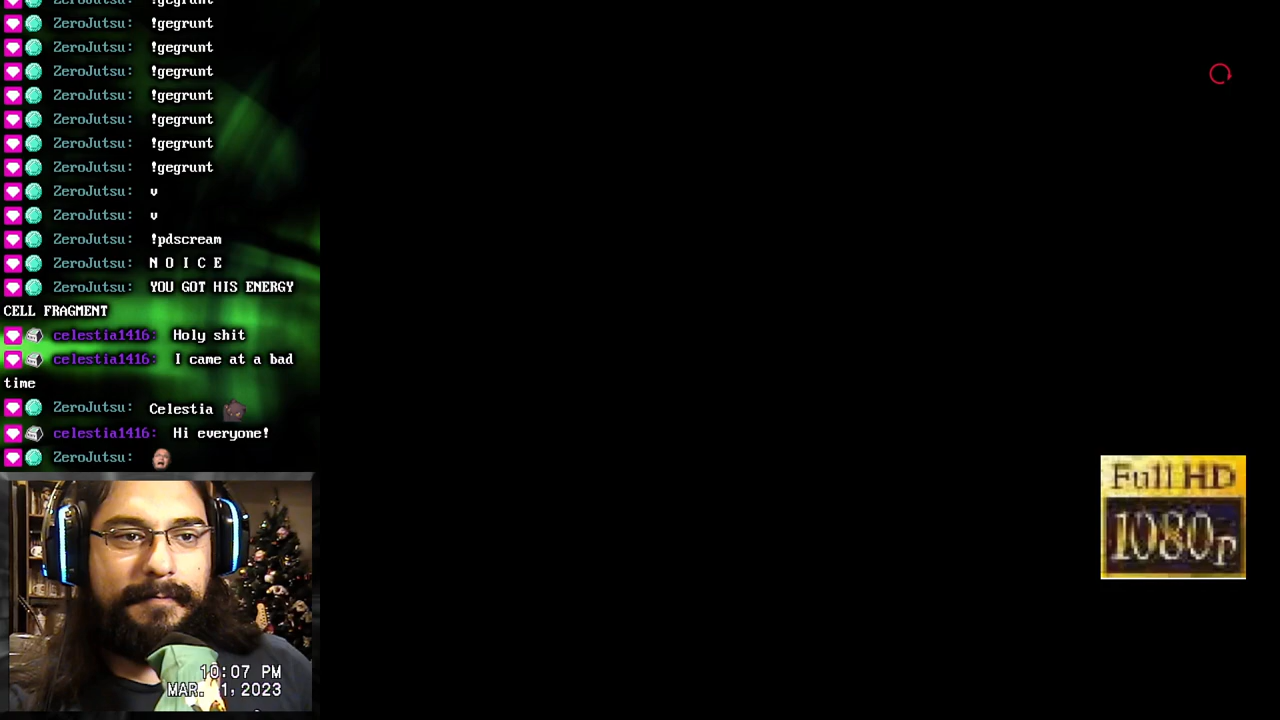 ZeroJutsu: !gegrunt
ZeroJutsu: !gegrunt
ZeroJutsu: !gegrunt
ZeroJutsu: !gegrunt
ZeroJutsu: !gegrunt
ZeroJutsu: !gegrunt
ZeroJutsu: !gegrunt
ZeroJutsu: !gegrunt
ZeroJutsu: v
ZeroJutsu: v
ZeroJutsu: !pdscream
ZeroJutsu: N O I C E
ZeroJutsu: YOU GOT HIS ENERGY
CELL FRAGMENT
celestia1416: Holy shit
celestia1416: I came at a bad
time
ZeroJutsu: Celestia
celestia1416: Hi everyone!
ZeroJutsu:
Full HD
1080p
10:07 PM
MAR. 1, 2023